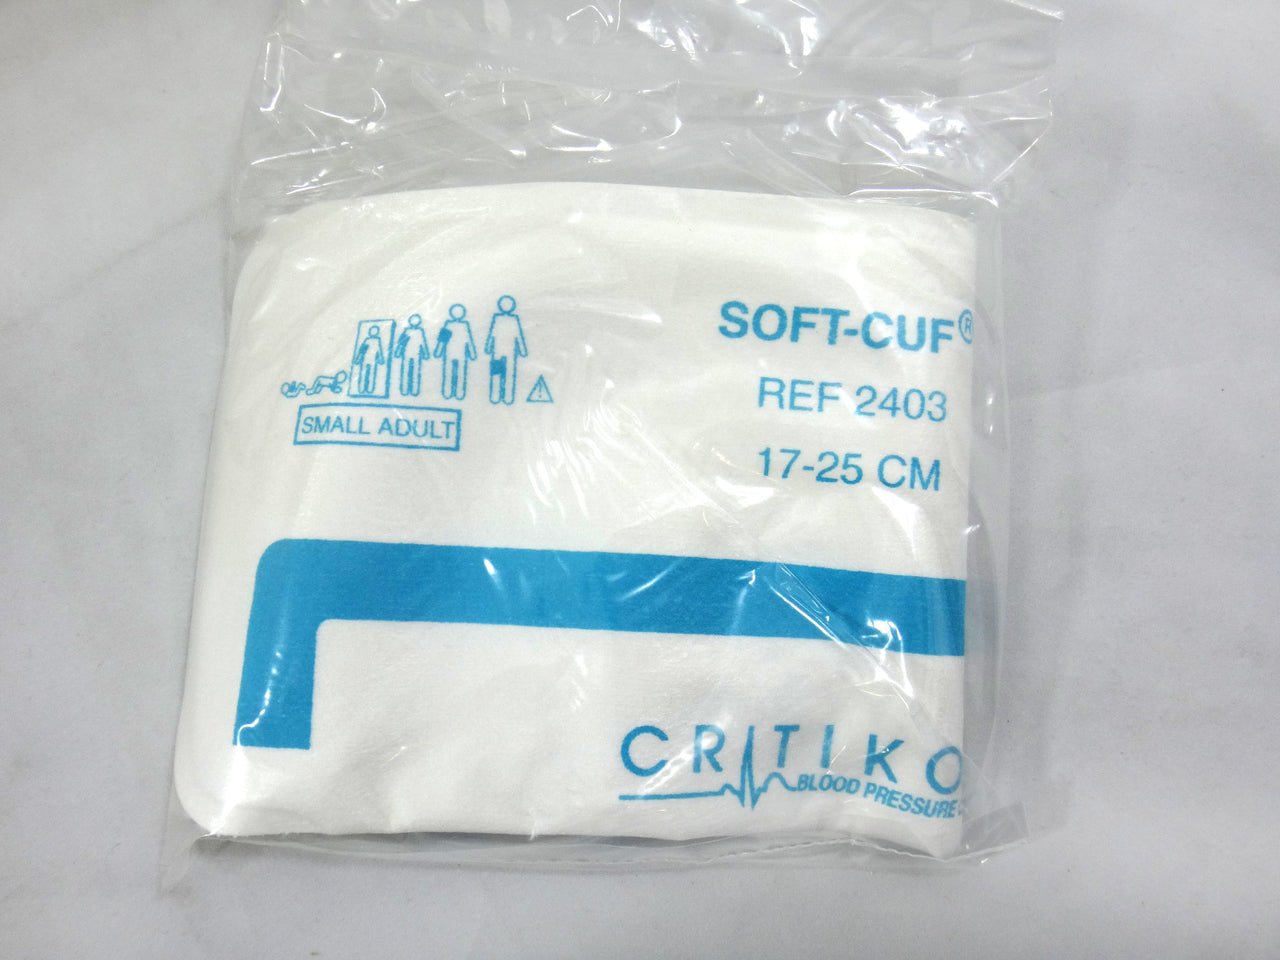 SOFT-CUF®
REF 2403
17-25 CM
SMALL ADULT
CRITIKO
BLOOD PRESSURE